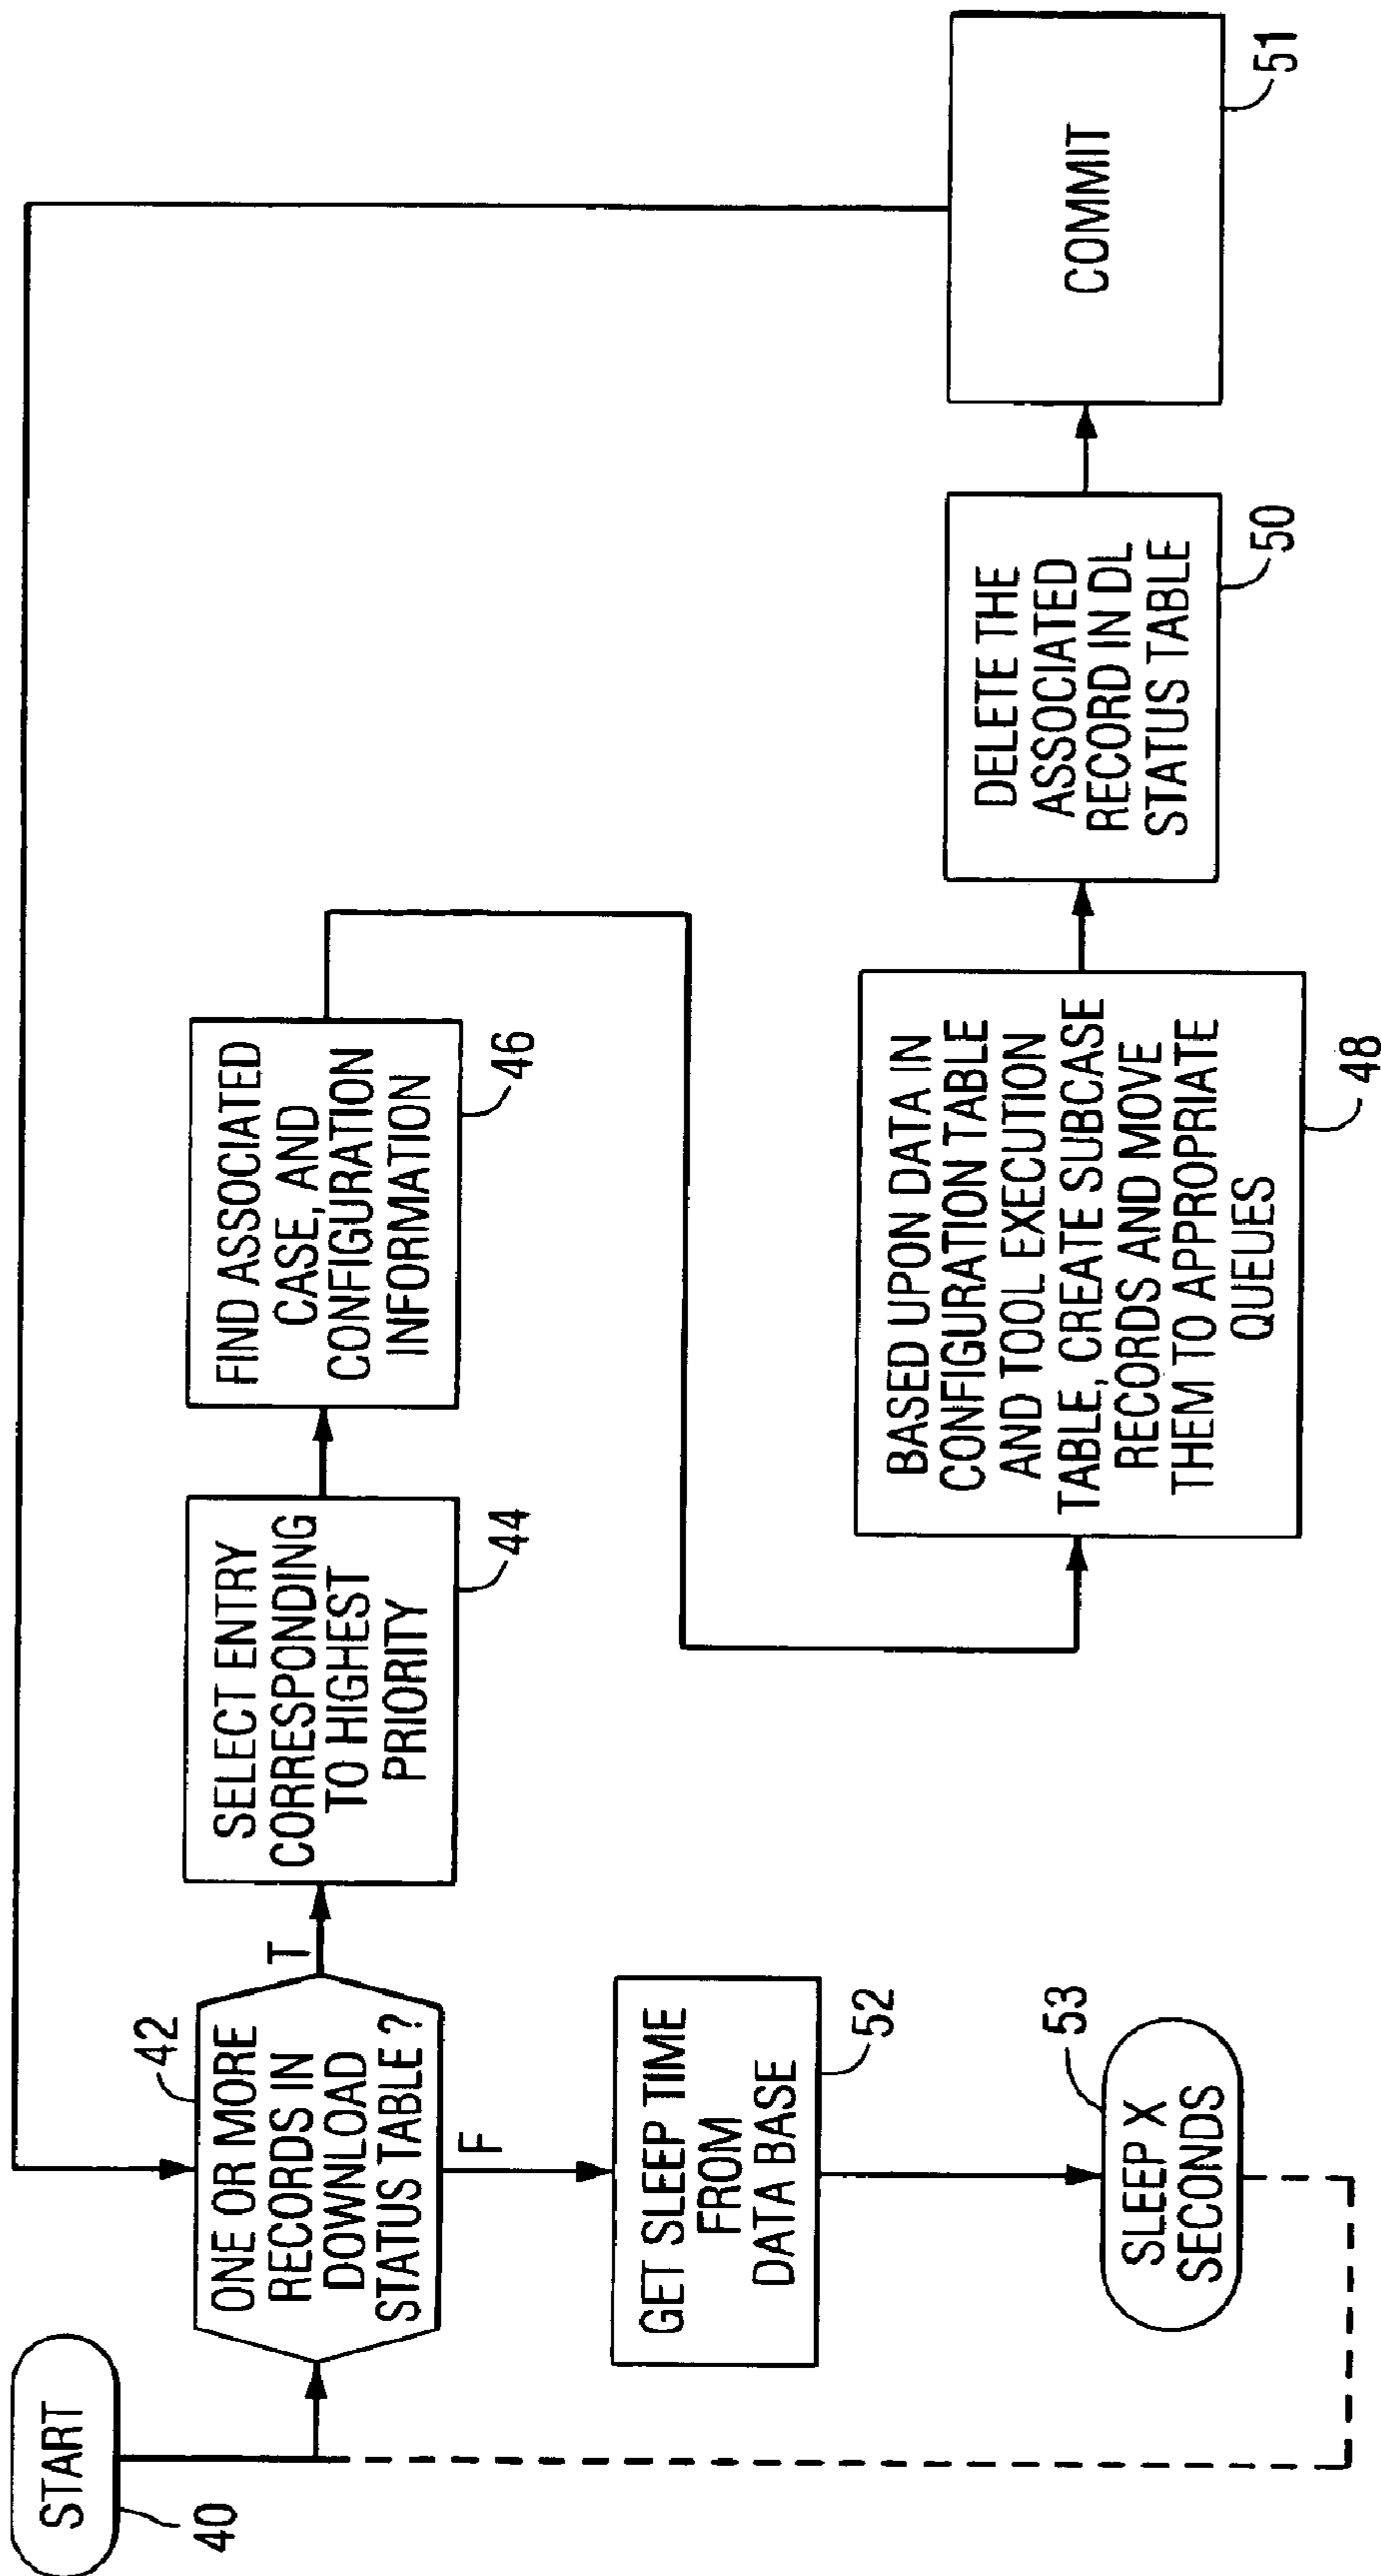 START
40
ONE OR MORE
RECORDS IN
DOWNLOAD
STATUS TABLE ?
42
T
F
SELECT ENTRY
CORRESPONDING
TO HIGHEST
PRIORITY
44
FIND ASSOCIATED
CASE, AND
CONFIGURATION
INFORMATION
46
GET SLEEP TIME
FROM
DATA BASE
52
SLEEP X
SECONDS
53
BASED UPON DATA IN
CONFIGURATION TABLE
AND TOOL EXECUTION
TABLE, CREATE SUBCASE
RECORDS AND MOVE
THEM TO APPROPRIATE
QUEUES
48
DELETE THE
ASSOCIATED
RECORD IN DL
STATUS TABLE
50
COMMIT
51